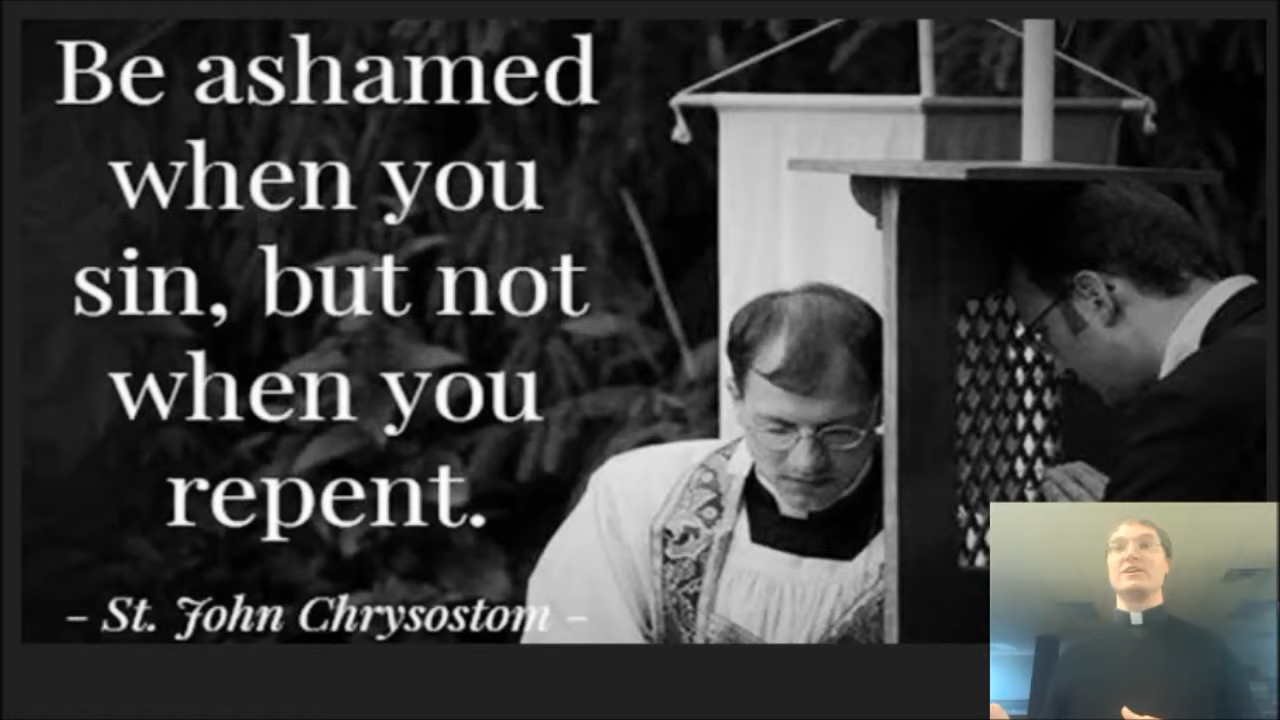 Be ashamed
when you
sin, but not
when you
repent.
– St. John Chrysostom –